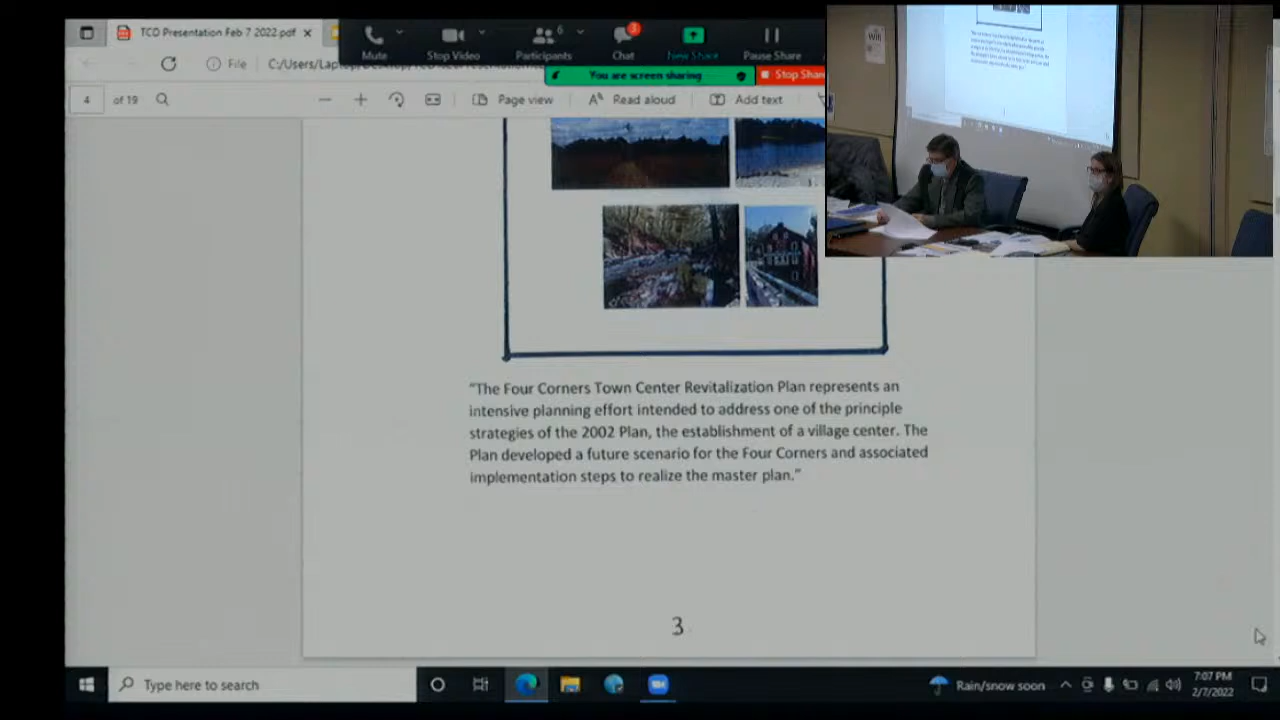 TCO Presentation Feb 7 2022.pdf
Mute
Stop Video
6
Participants
3
Chat
New Share
Pause Share
File
You are screen sharing
Stop Shar
4
of 19
Page view
Read aloud
Add text
"The Four Corners Town Center Revitalization Plan represents an
intensive planning effort intended to address one of the principle
strategies of the 2002 Plan, the establishment of a village center. The
Plan developed a future scenario for the Four Corners and associated
implementation steps to realize the master plan."
3
Type here to search
Rain/snow soon
7:07 PM
2/7/2022